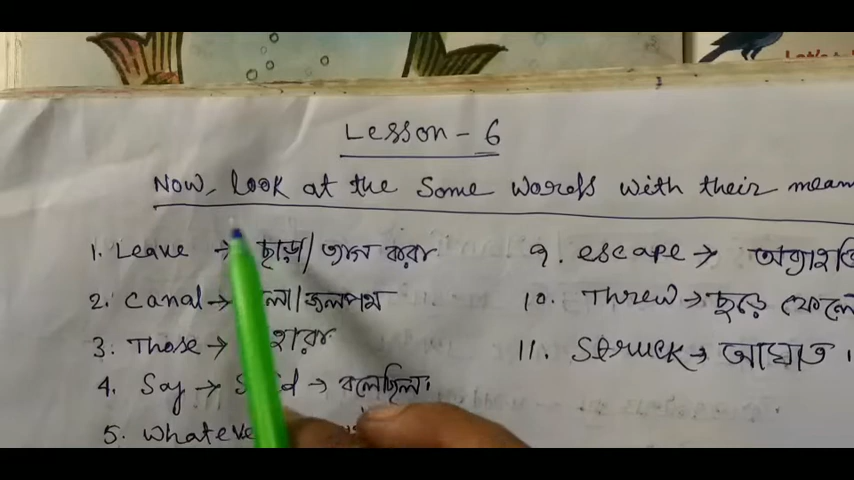 Let's
Lesson - 6
Now, look at the Some words with their mean
1. Leave → ছাড়া/ত্যাগ করা
9. escape →
2. Canal → জলপথ
10. Threw → ছুড়ে ফেলে
3. Those →
11. Struck → আঘাত।
4. Say → → বলেছিল।
5. Whateve